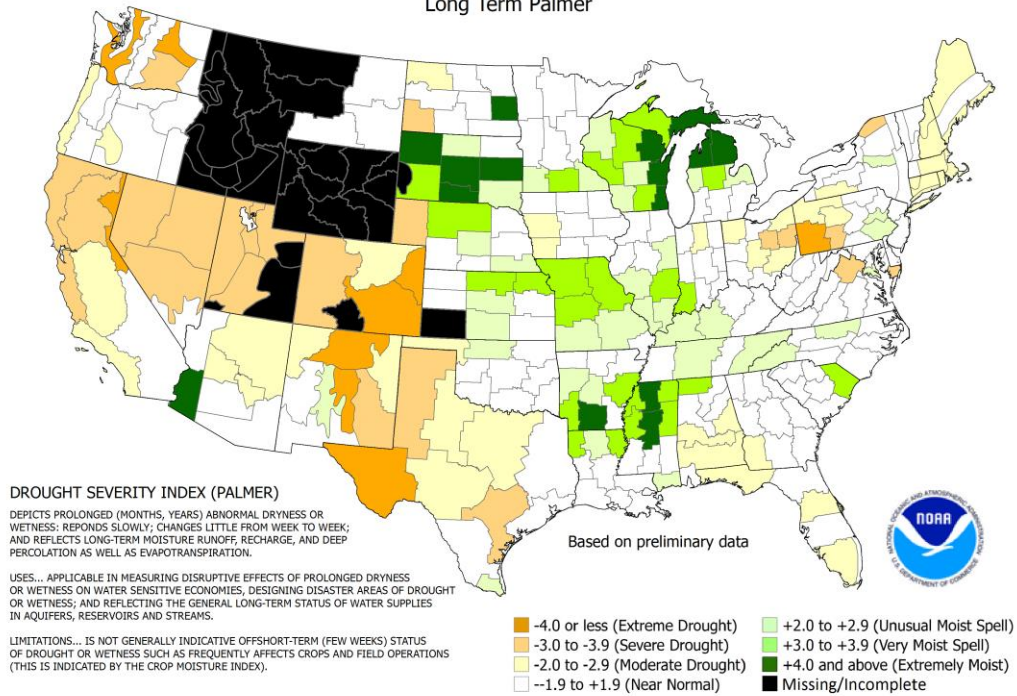 Long Term Palmer
DROUGHT SEVERITY INDEX (PALMER)
DEPICTS PROLONGED (MONTHS, YEARS) ABNORMAL DRYNESS OR
WETNESS: REPONDS SLOWLY; CHANGES LITTLE FROM WEEK TO WEEK;
AND REFLECTS LONG-TERM MOISTURE RUNOFF, RECHARGE, AND DEEP
PERCOLATION AS WELL AS EVAPOTRANSPIRATION.
USES... APPLICABLE IN MEASURING DISRUPTIVE EFFECTS OF PROLONGED DRYNESS
OR WETNESS ON WATER SENSITIVE ECONOMIES, DESIGNING DISASTER AREAS OF DROUGHT
OR WETNESS; AND REFLECTING THE GENERAL LONG-TERM STATUS OF WATER SUPPLIES
IN AQUIFERS, RESERVOIRS AND STREAMS.
LIMITATIONS... IS NOT GENERALLY INDICATIVE OFFSHORT-TERM (FEW WEEKS) STATUS
OF DROUGHT OR WETNESS SUCH AS FREQUENTLY AFFECTS CROPS AND FIELD OPERATIONS
(THIS IS INDICATED BY THE CROP MOISTURE INDEX).
Based on preliminary data
NATIONAL OCEANIC AND ATMOSPHERIC ADMINISTRATION
NOAA
U.S. DEPARTMENT OF COMMERCE
-4.0 or less (Extreme Drought)
-3.0 to -3.9 (Severe Drought)
-2.0 to -2.9 (Moderate Drought)
--1.9 to +1.9 (Near Normal)
+2.0 to +2.9 (Unusual Moist Spell)
+3.0 to +3.9 (Very Moist Spell)
+4.0 and above (Extremely Moist)
Missing/Incomplete